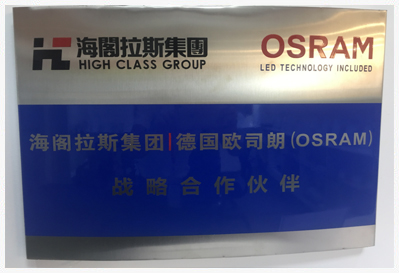 海閣拉斯集團 OSRAM
HIGH CLASS GROUP LED TECHNOLOGY INCLUDED
海阁拉斯集团|德国欧司朗(OSRAM)
战略合作伙伴